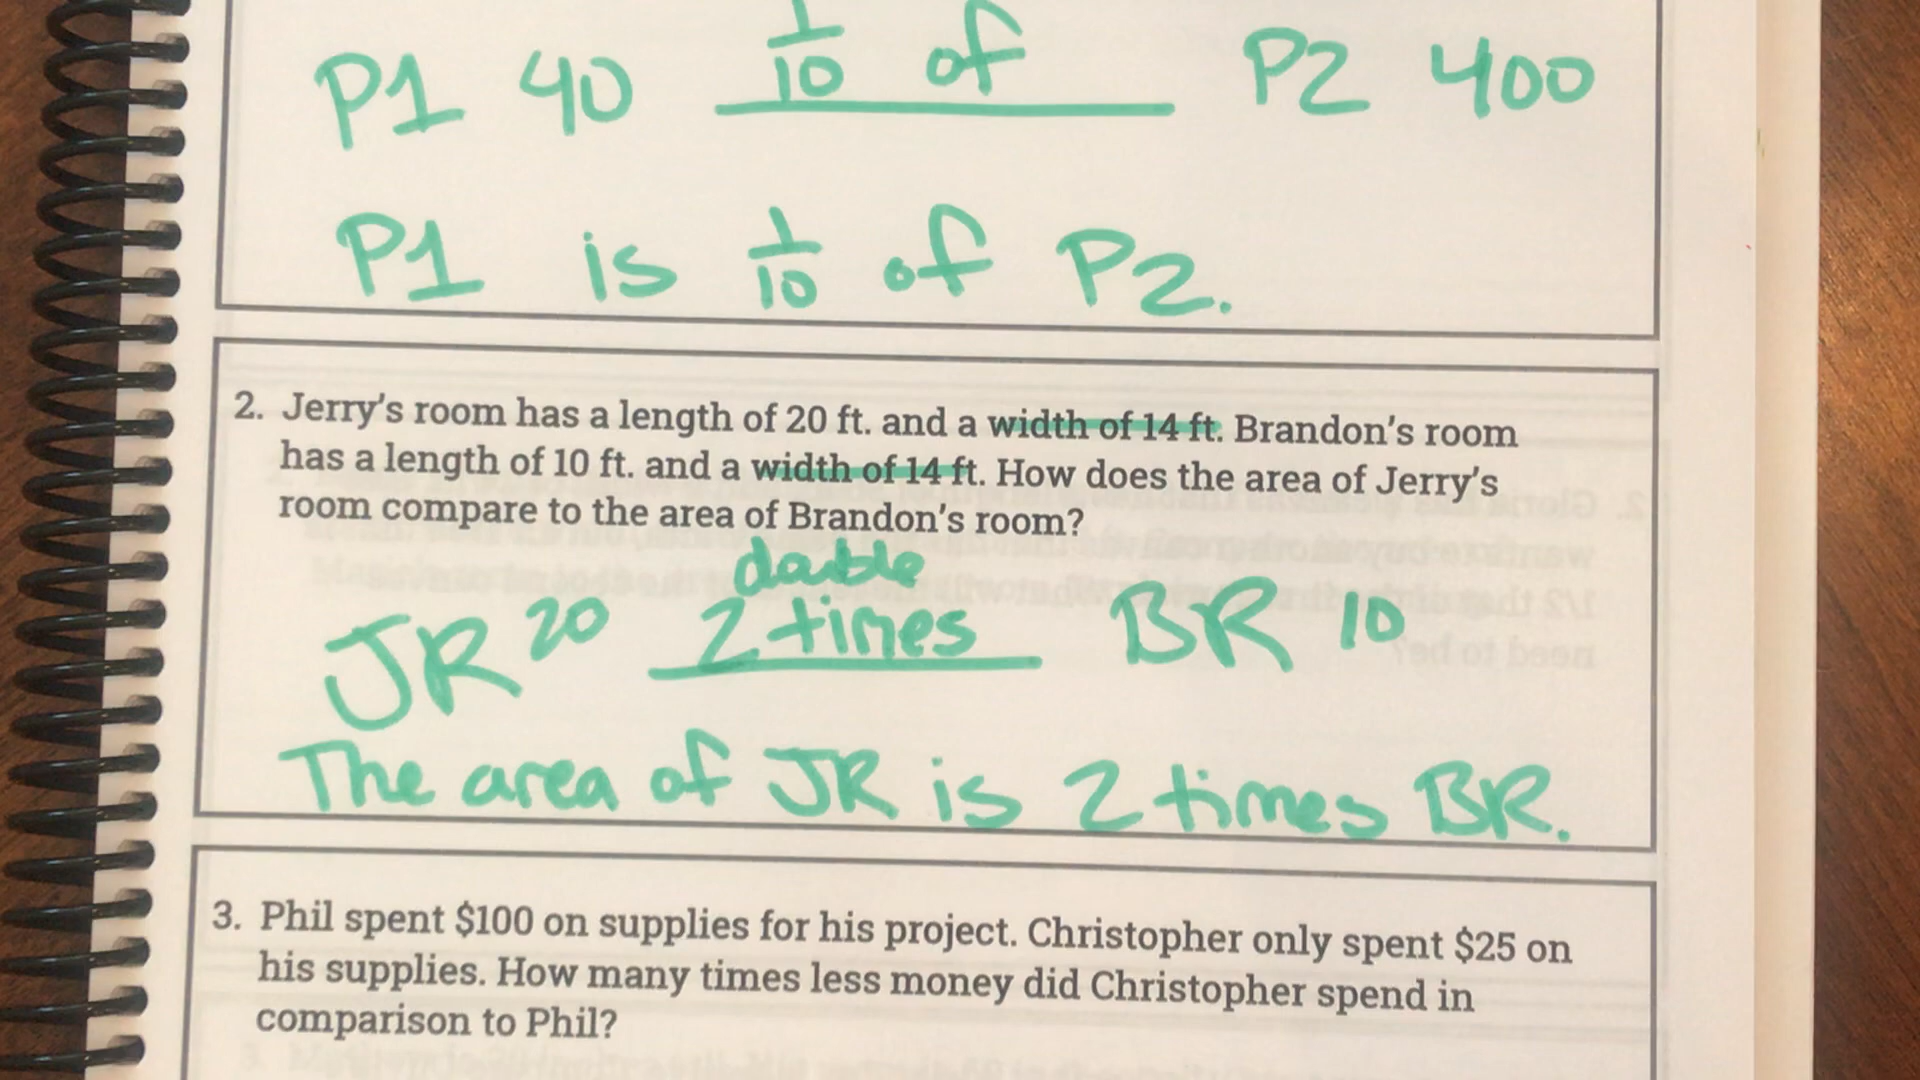 P1 40 1/10 of P2 400
P1 is 1/10 of P2.
2. Jerry's room has a length of 20 ft. and a width of 14 ft. Brandon's room
has a length of 10 ft. and a width of 14 ft. How does the area of Jerry's
room compare to the area of Brandon's room?
double
JR 20 2 times BR 10
The area of JR is 2 times BR.
3. Phil spent $100 on supplies for his project. Christopher only spent $25 on
his supplies. How many times less money did Christopher spend in
comparison to Phil?